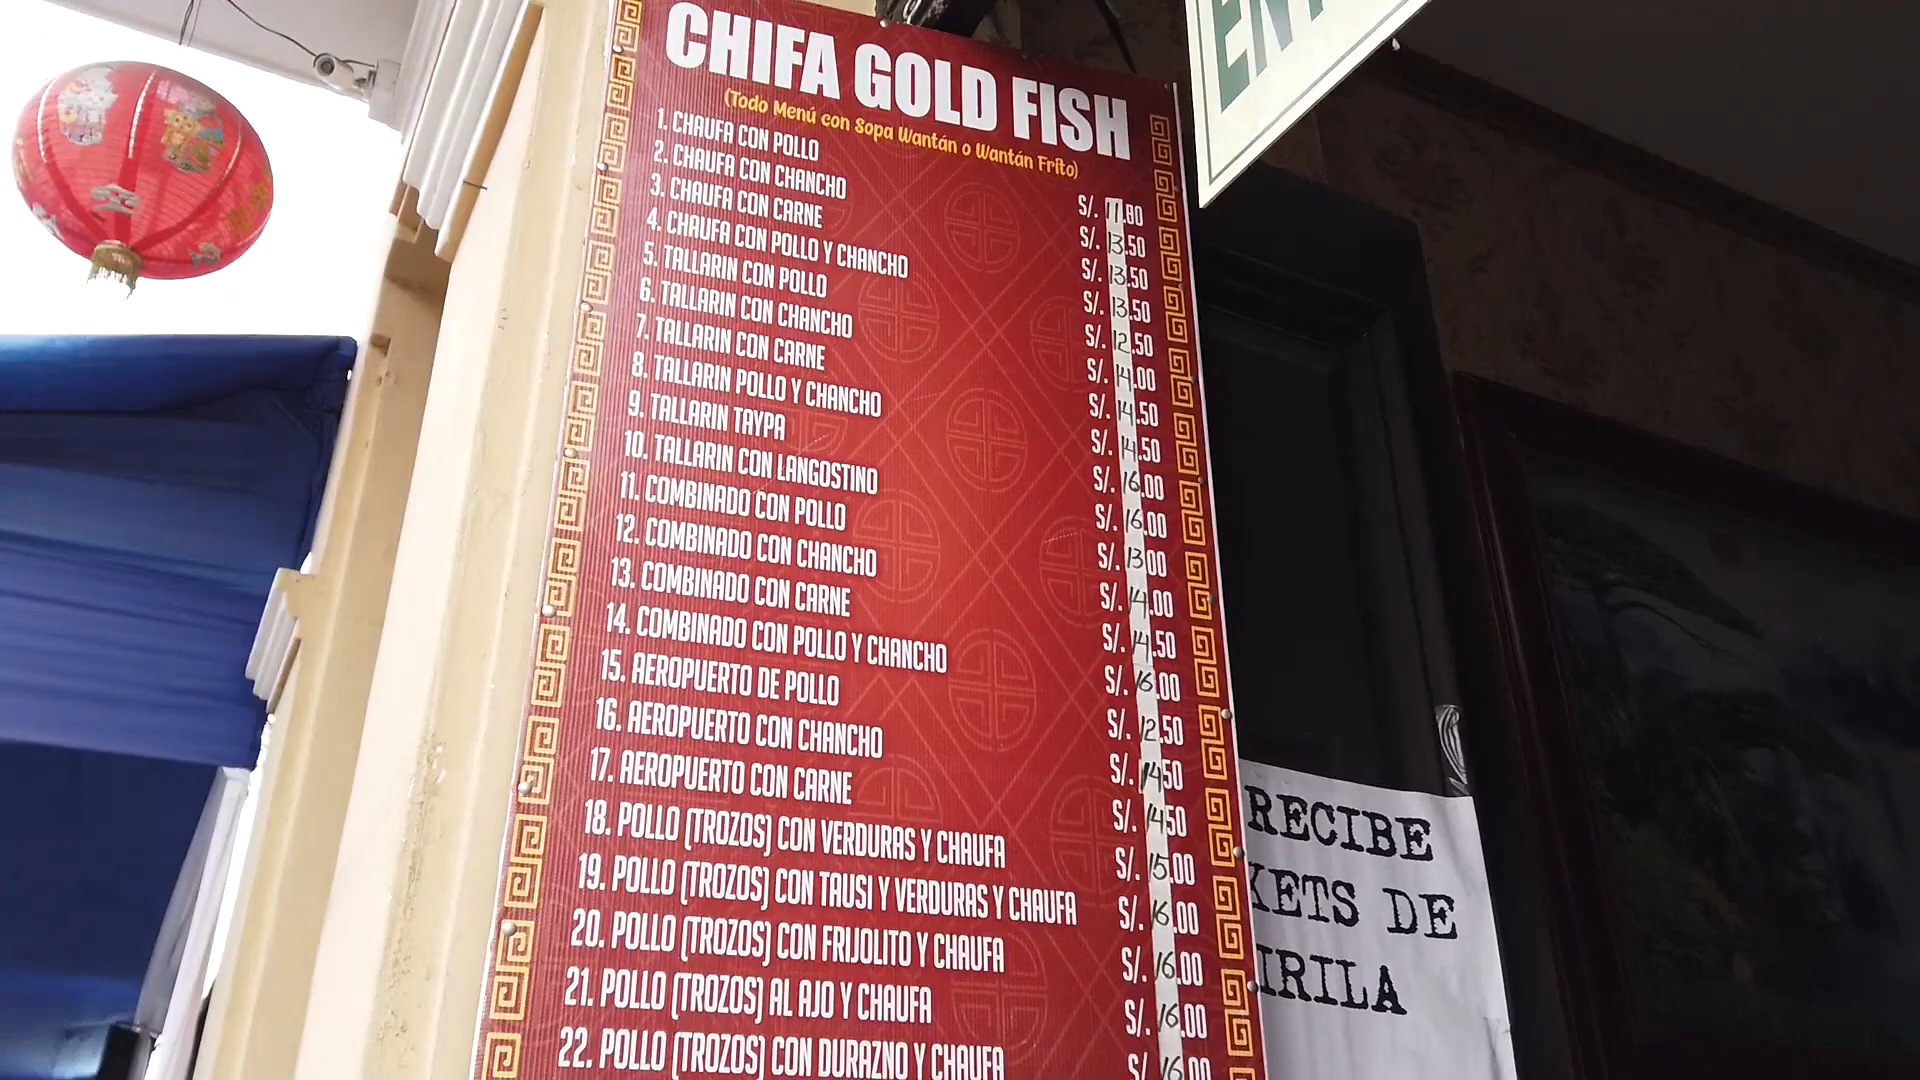 CHIFA GOLD FISH
(Todo Menú con Sopa Wantán o Wantán Frito)
1. CHAUFA CON POLLO S/. 11.80
2. CHAUFA CON CHANCHO S/. 13.50
3. CHAUFA CON CARNE S/. 13.50
4. CHAUFA CON POLLO Y CHANCHO S/. 13.50
5. TALLARIN CON POLLO S/. 12.50
6. TALLARIN CON CHANCHO S/. 14.00
7. TALLARIN CON CARNE S/. 14.50
8. TALLARIN POLLO Y CHANCHO S/. 14.50
9. TALLARIN TAYPA S/. 16.00
10. TALLARIN CON LANGOSTINO S/. 16.00
11. COMBINADO CON POLLO S/. 13.00
12. COMBINADO CON CHANCHO S/. 14.00
13. COMBINADO CON CARNE S/. 14.50
14. COMBINADO CON POLLO Y CHANCHO S/. 16.00
15. AEROPUERTO DE POLLO S/. 12.50
16. AEROPUERTO CON CHANCHO S/. 14.50
17. AEROPUERTO CON CARNE S/. 14.50
18. POLLO (TROZOS) CON VERDURAS Y CHAUFA S/. 15.00
19. POLLO (TROZOS) CON TAUSI Y VERDURAS Y CHAUFA S/. 16.00
20. POLLO (TROZOS) CON FRIJOLITO Y CHAUFA S/. 16.00
21. POLLO (TROZOS) AL AJO Y CHAUFA S/. 16.00
22. POLLO (TROZOS) CON DURAZNO Y CHAUFA S/. 16.00
RECIBE
KETS DE
IRILA